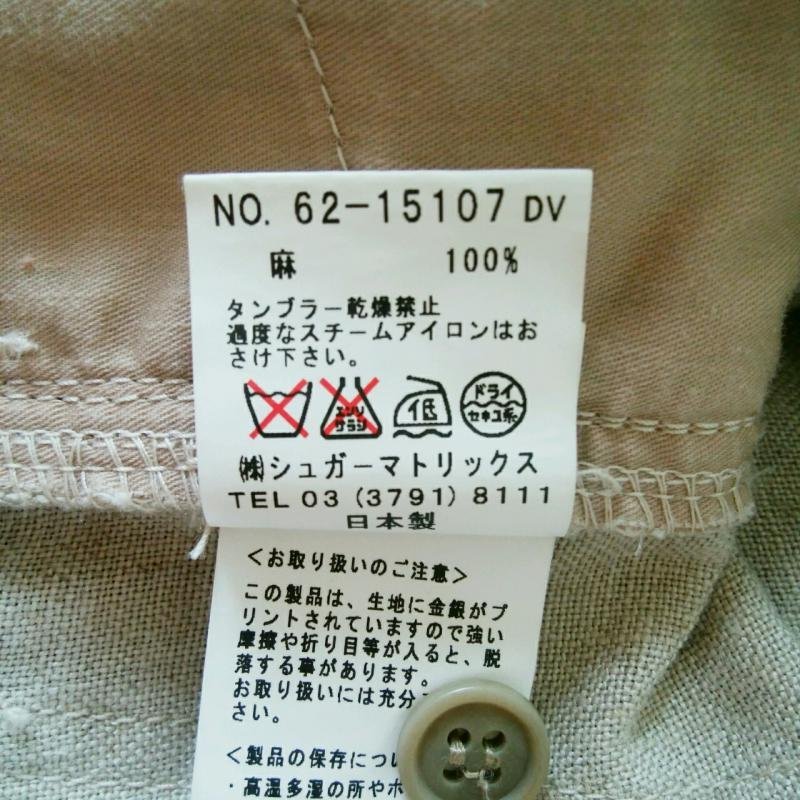 NO. 62-15107 DV
麻 100%
タンブラー乾燥禁止
過度なスチームアイロンはお
さけ下さい。
エンソ
サラシ
低
ドライ
セキユ系
㈱シュガーマトリックス
TEL 03 (3791) 8111
日本製
<お取り扱いのご注意>
この製品は、生地に金銀がプ
リントされていますので強い
摩擦や折り目等が入ると、脱
落する事があります。
お取り扱いには充分
さい。
<製品の保存につい
・高温多湿の所やホ